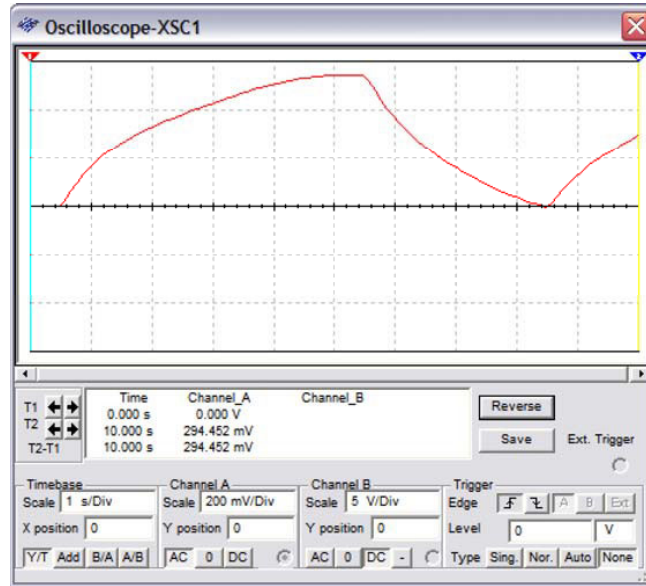 Oscilloscope-XSC1
1 2
Time Channel_A Channel_B
T1 0.000 s 0.000 V
T2 10.000 s 294.452 mV
T2-T1 10.000 s 294.452 mV
Reverse
Save
Ext. Trigger
Timebase Channel A Channel B Trigger
Scale 1 s/Div Scale 200 mV/Div Scale 5 V/Div Edge A B Ext
X position 0 Y position 0 Y position 0 Level 0 V
Y/T Add B/A A/B AC 0 DC AC 0 DC - Type Sing. Nor. Auto None